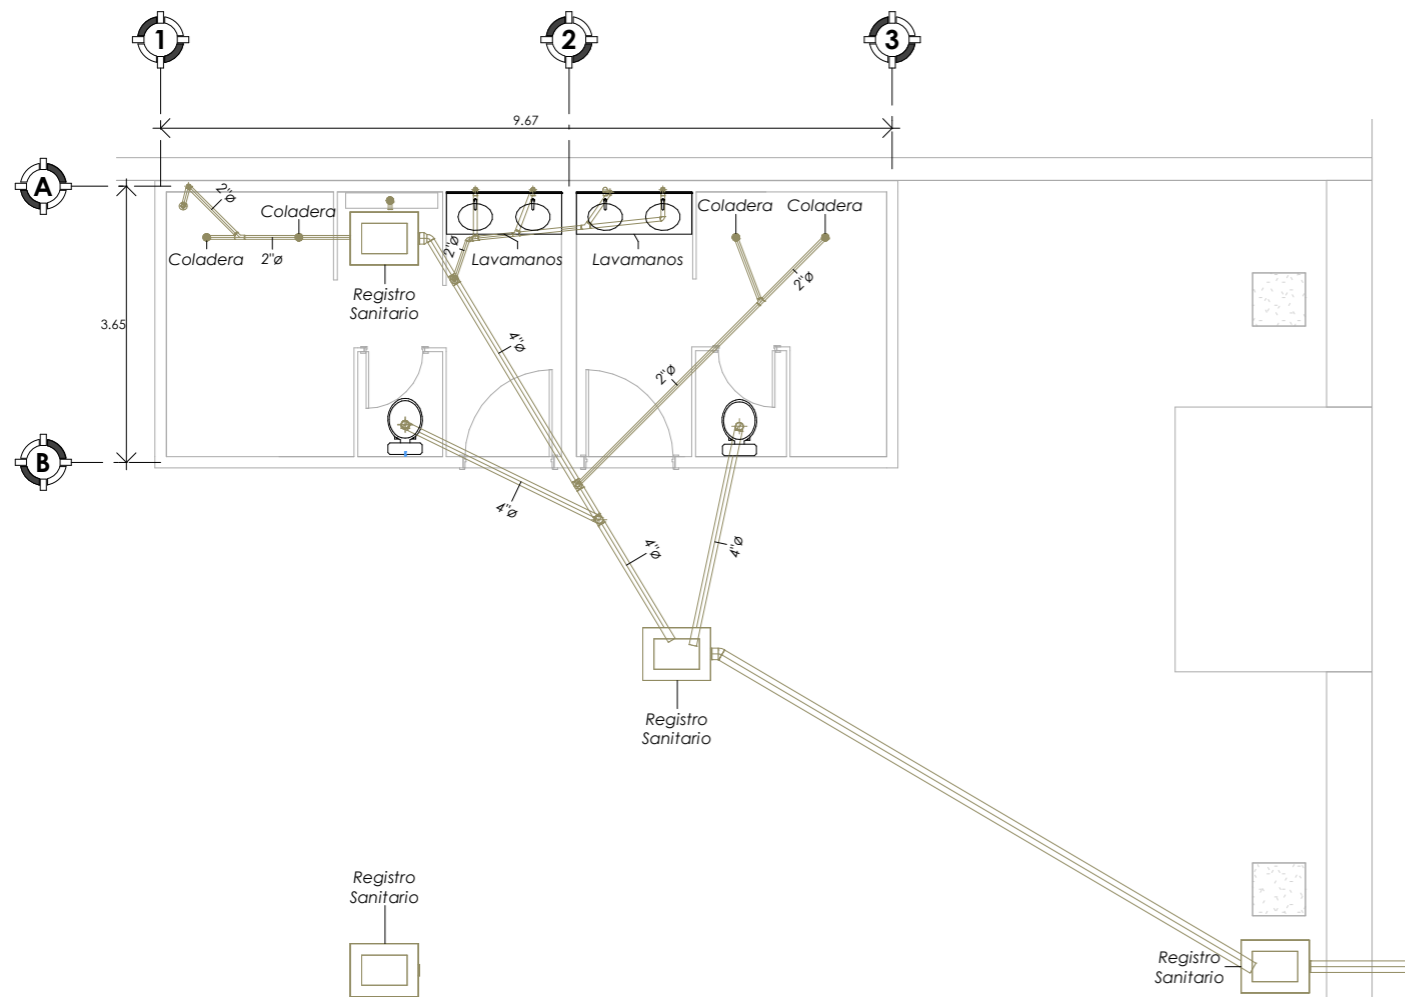 1
2
3
9.67
A
2"ø
Coladera
Coladera
Coladera
Coladera
2"ø
2"ø
Lavamanos
Lavamanos
2"ø
Registro
Sanitario
3.65
4"ø
2"ø
B
4"ø
4"ø
4"ø
Registro
Sanitario
Registro
Sanitario
Registro
Sanitario